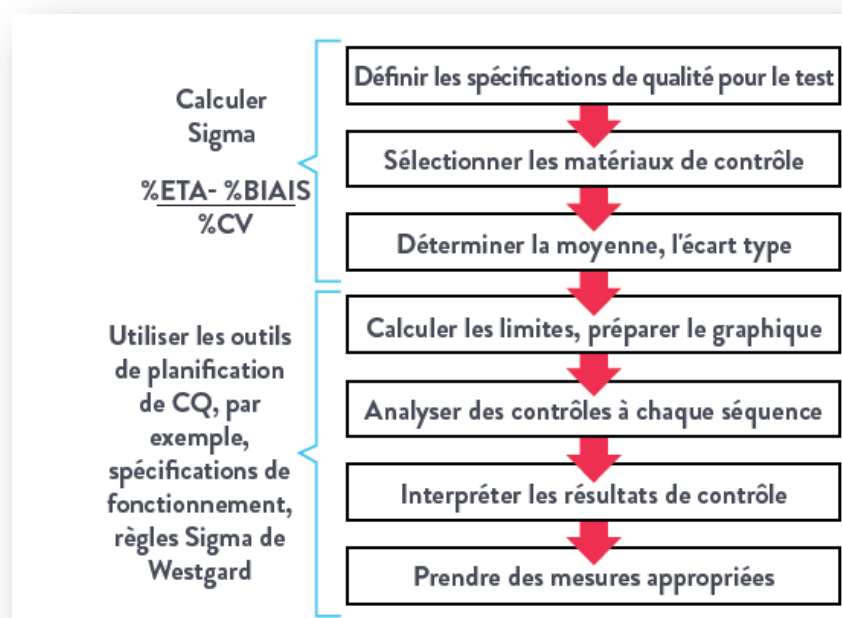 Calculer
Sigma
%ETA- %BIAIS
%CV
Utiliser les outils
de planification
de CQ, par
exemple,
spécifications de
fonctionnement,
règles Sigma de
Westgard
Définir les spécifications de qualité pour le test
Sélectionner les matériaux de contrôle
Déterminer la moyenne, l'écart type
Calculer les limites, préparer le graphique
Analyser des contrôles à chaque séquence
Interpréter les résultats de contrôle
Prendre des mesures appropriées